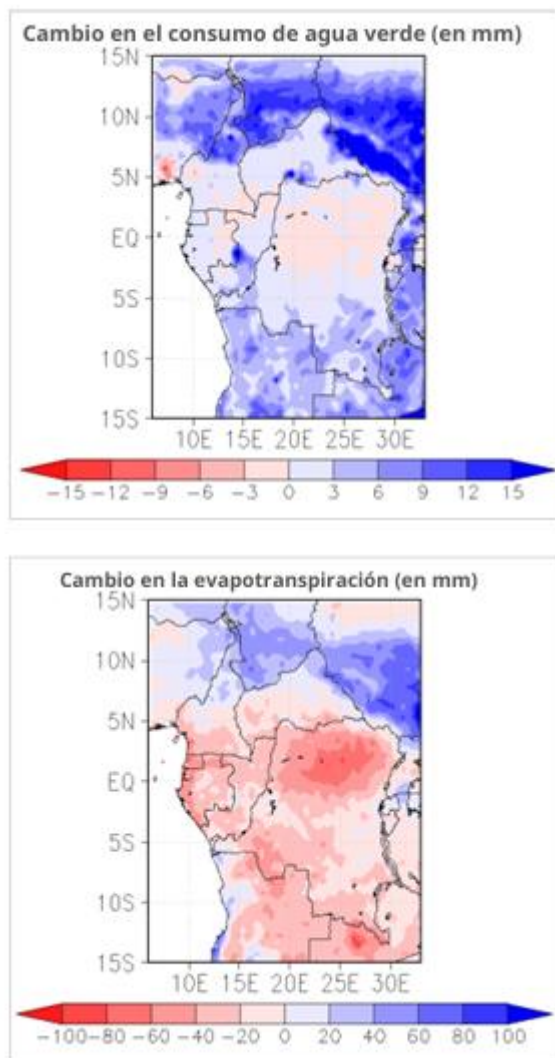 Cambio en el consumo de agua verde (en mm)
15N
10N
5N
EQ
5S
10S
15S
10E 15E 20E 25E 30E
-15 -12 -9 -6 -3 0 3 6 9 12 15
Cambio en la evapotranspiración (en mm)
15N
10N
5N
EQ
5S
10S
15S
10E 15E 20E 25E 30E
-100 -80 -60 -40 -20 0 20 40 60 80 100